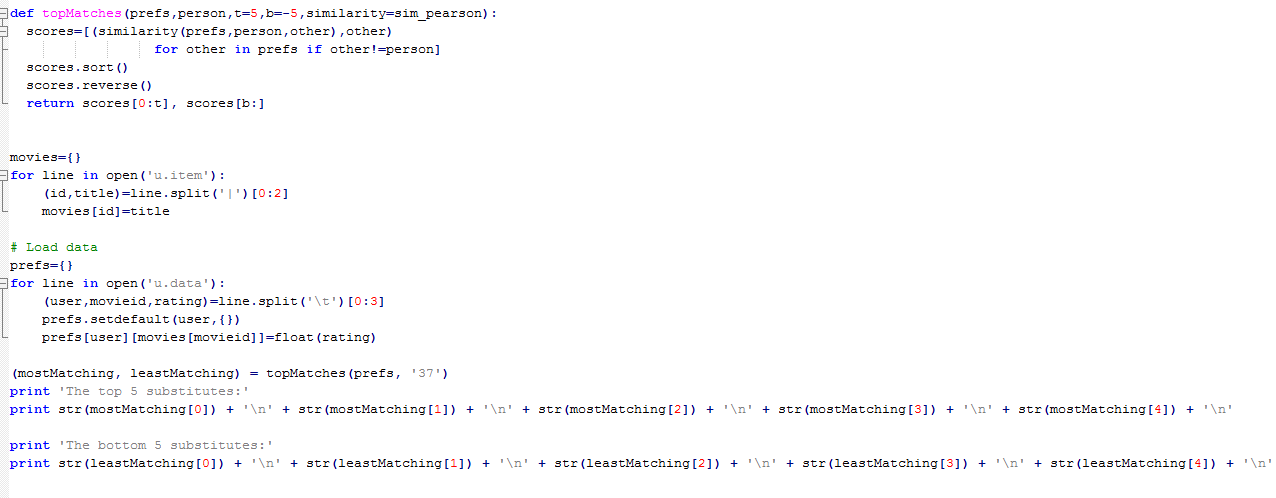 def topMatches(prefs,person,t=5,b=-5,similarity=sim_pearson):
  scores=[(similarity(prefs,person,other),other)
                  for other in prefs if other!=person]
  scores.sort()
  scores.reverse()
  return scores[0:t], scores[b:]
movies={}
for line in open('u.item'):
    (id,title)=line.split('|')[0:2]
    movies[id]=title
# Load data
prefs={}
for line in open('u.data'):
    (user,movieid,rating)=line.split('\t')[0:3]
    prefs.setdefault(user,{})
    prefs[user][movies[movieid]]=float(rating)
(mostMatching, leastMatching) = topMatches(prefs, '37')
print 'The top 5 substitutes:'
print str(mostMatching[0]) + '\n' + str(mostMatching[1]) + '\n' + str(mostMatching[2]) + '\n' + str(mostMatching[3]) + '\n' + str(mostMatching[4]) + '\n'
print 'The bottom 5 substitutes:'
print str(leastMatching[0]) + '\n' + str(leastMatching[1]) + '\n' + str(leastMatching[2]) + '\n' + str(leastMatching[3]) + '\n' + str(leastMatching[4]) + '\n'